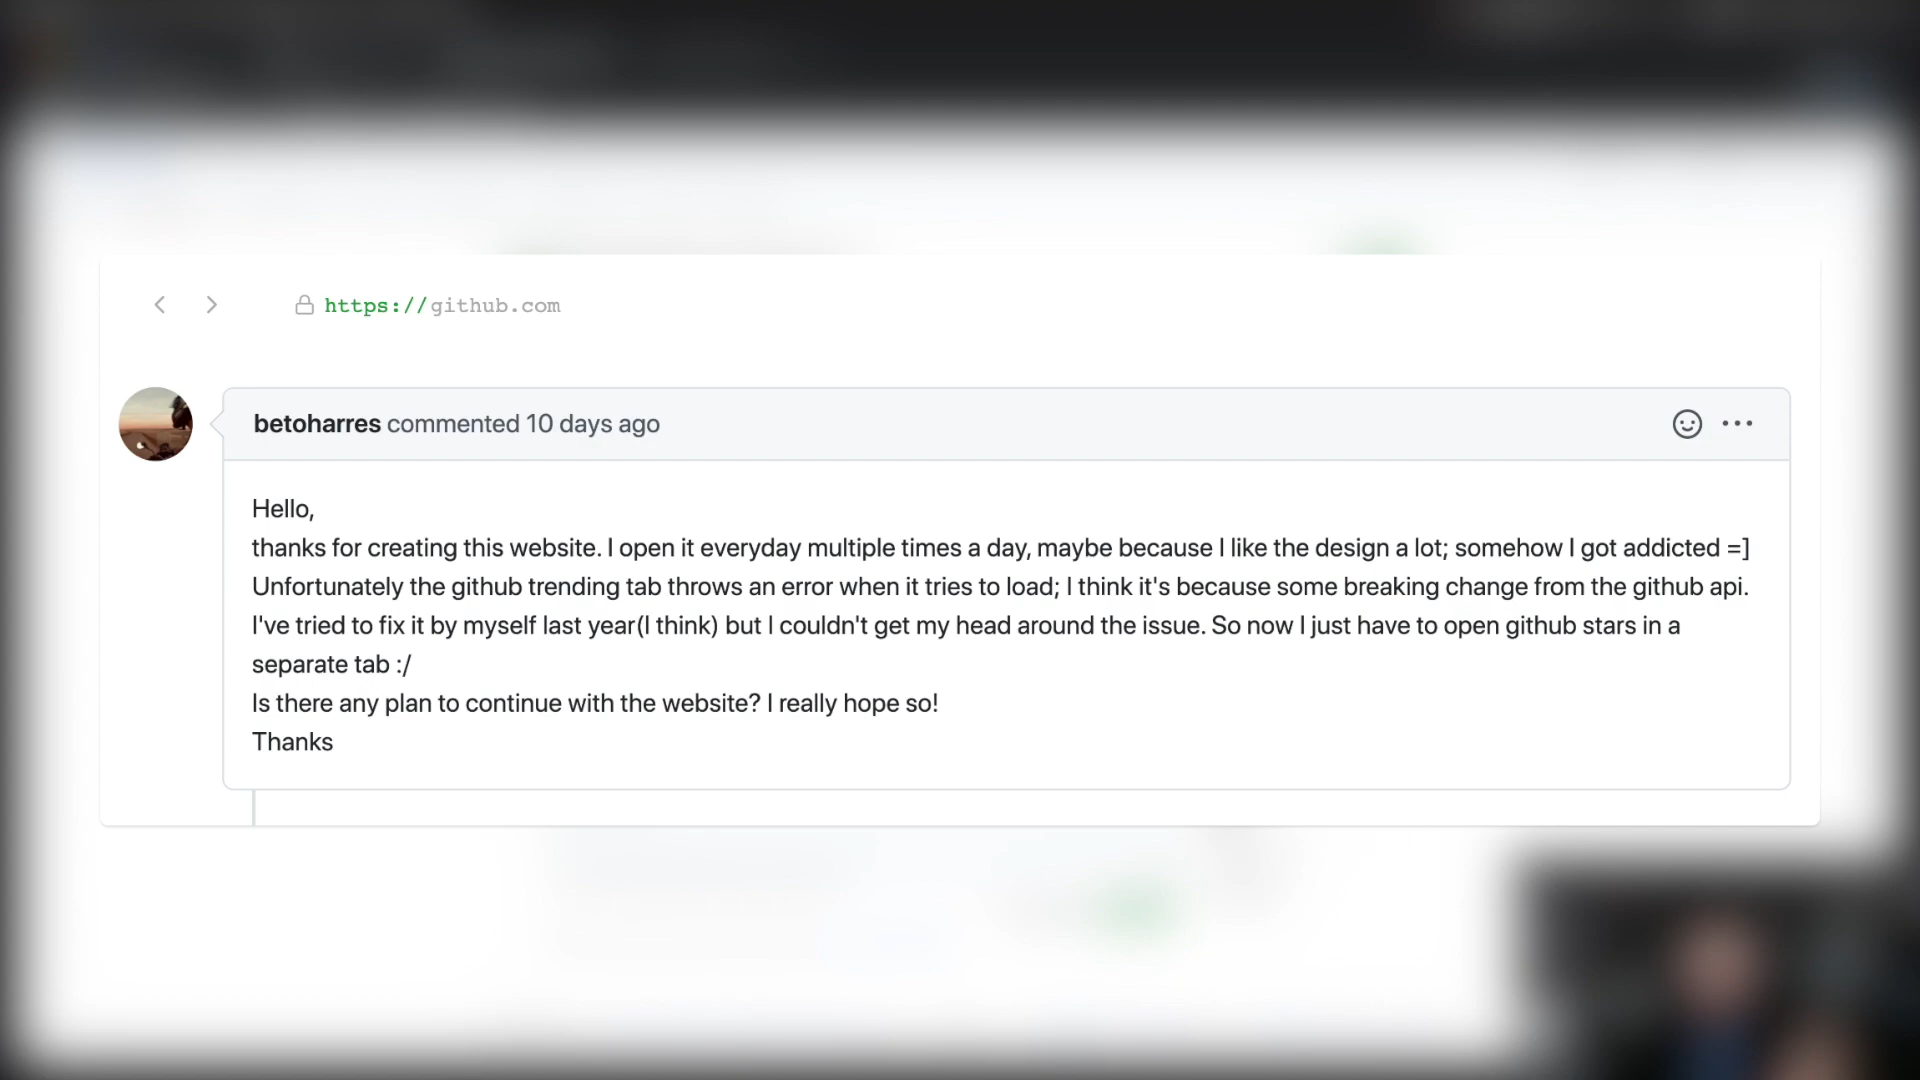 https://github.com
betoharres commented 10 days ago
Hello,
thanks for creating this website. I open it everyday multiple times a day, maybe because I like the design a lot; somehow I got addicted =]
Unfortunately the github trending tab throws an error when it tries to load; I think it's because some breaking change from the github api.
I've tried to fix it by myself last year(I think) but I couldn't get my head around the issue. So now I just have to open github stars in a
separate tab :/
Is there any plan to continue with the website? I really hope so!
Thanks